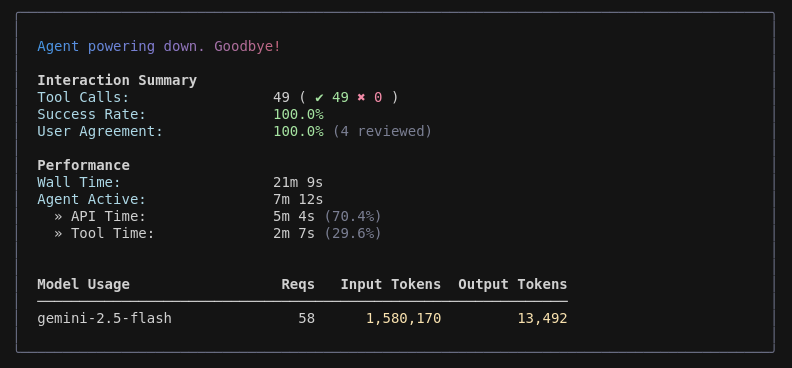 Agent powering down. Goodbye!
Interaction Summary
Tool Calls: 49 ( ✔ 49 ✖ 0 )
Success Rate: 100.0%
User Agreement: 100.0% (4 reviewed)
Performance
Wall Time: 21m 9s
Agent Active: 7m 12s
» API Time: 5m 4s (70.4%)
» Tool Time: 2m 7s (29.6%)
Model Usage Reqs Input Tokens Output Tokens
gemini-2.5-flash 58 1,580,170 13,492